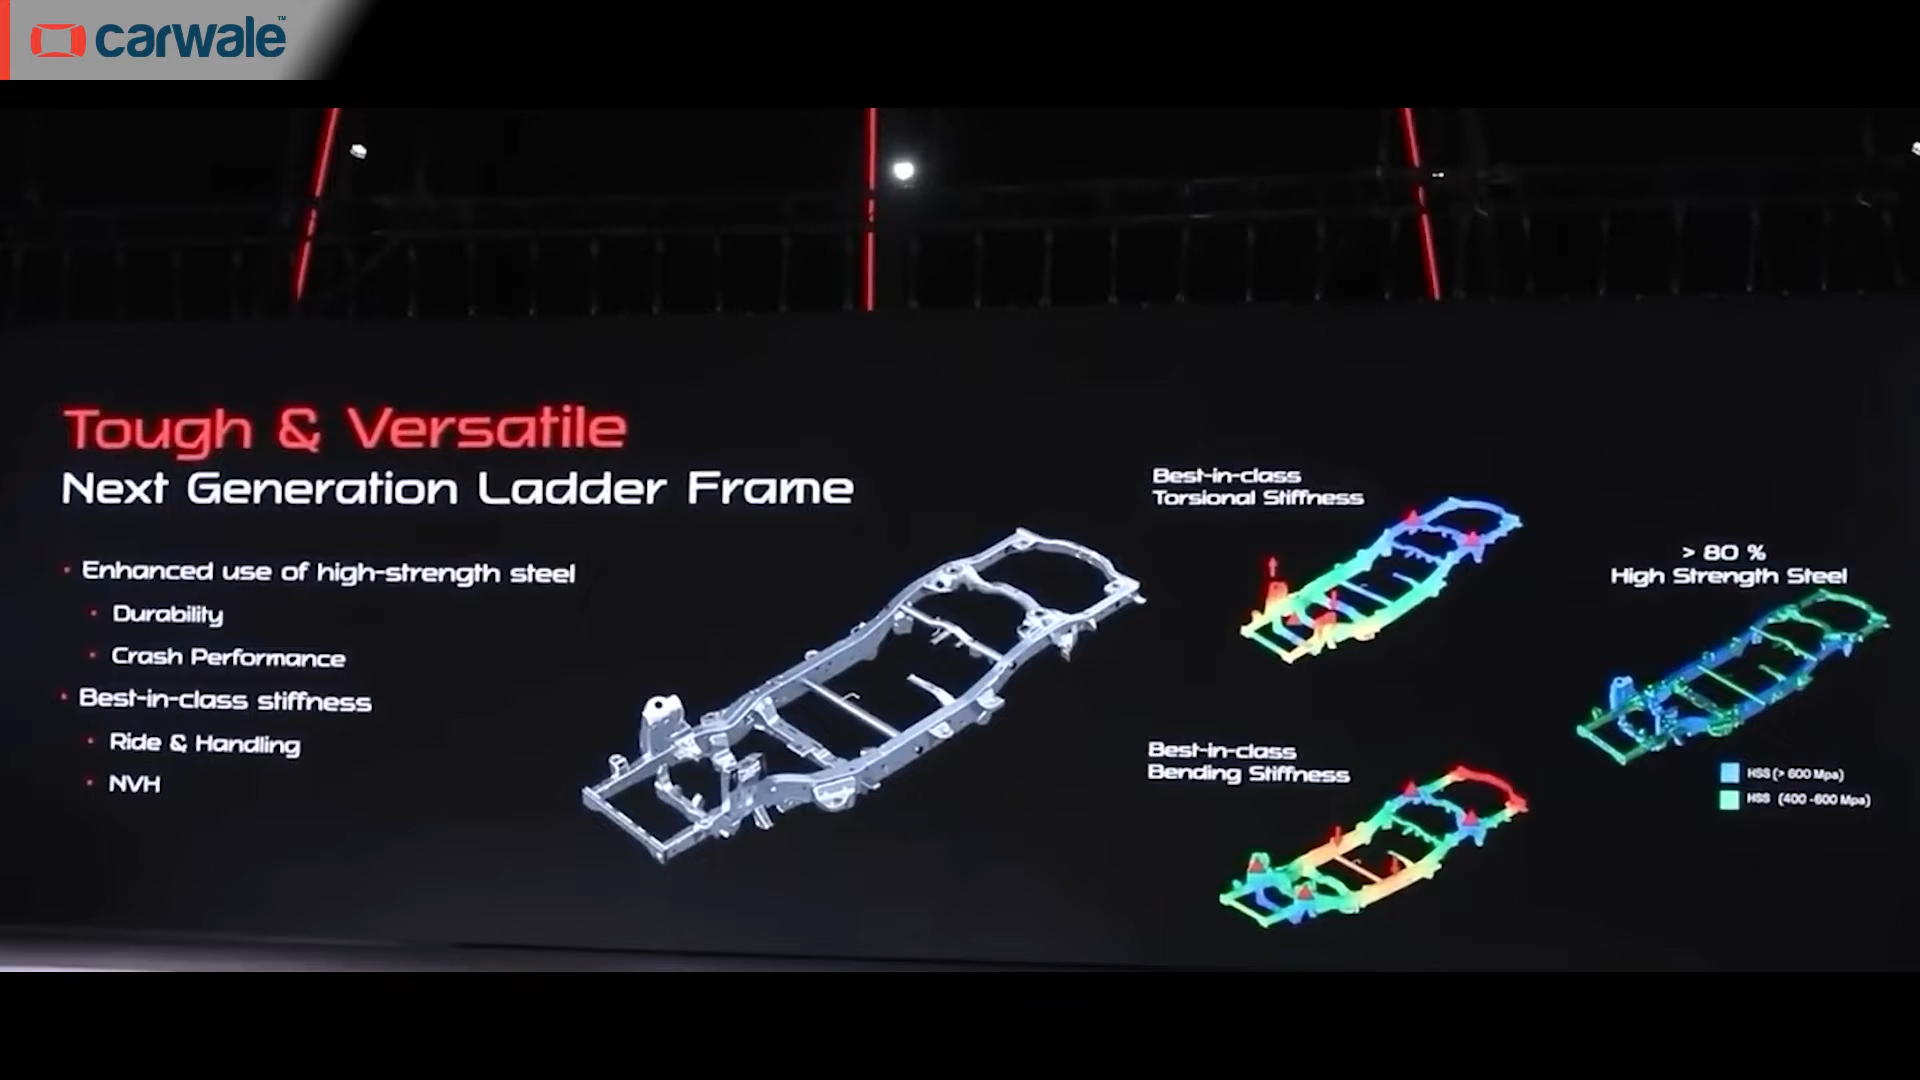 carwale™
Tough & Versatile
Next Generation Ladder Frame
• Enhanced use of high-strength steel
• Durability
• Crash Performance
• Best-in-class stiffness
• Ride & Handling
• NVH
Best-in-class
Torsional Stiffness
Best-in-class
Bending Stiffness
> 80 %
High Strength Steel
HSS (> 600 Mpa)
HSS (400 -600 Mpa)